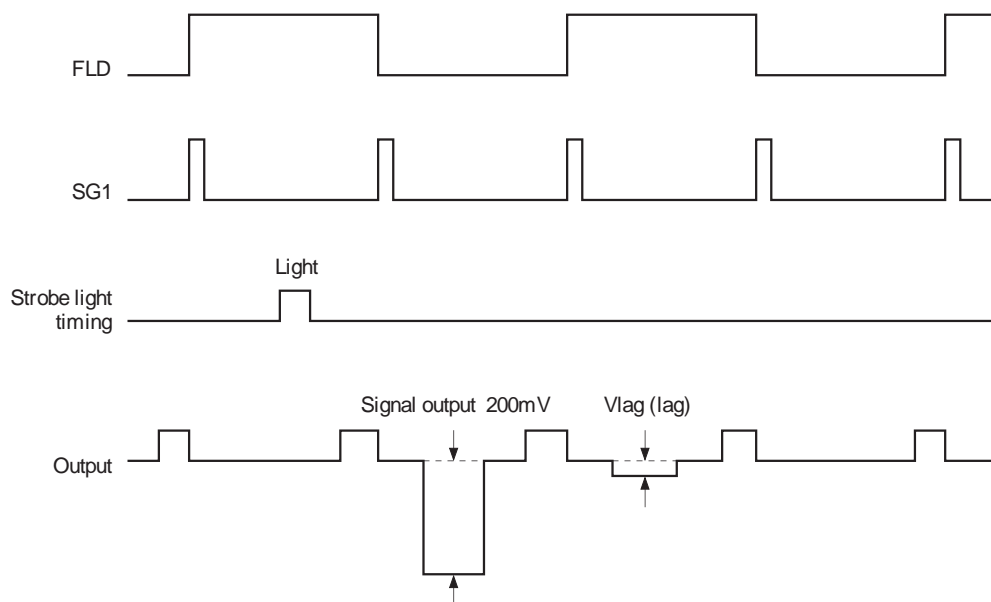 FLD
SG1
Light
Strobe light
timing
Signal output 200mV
Vlag (lag)
Output